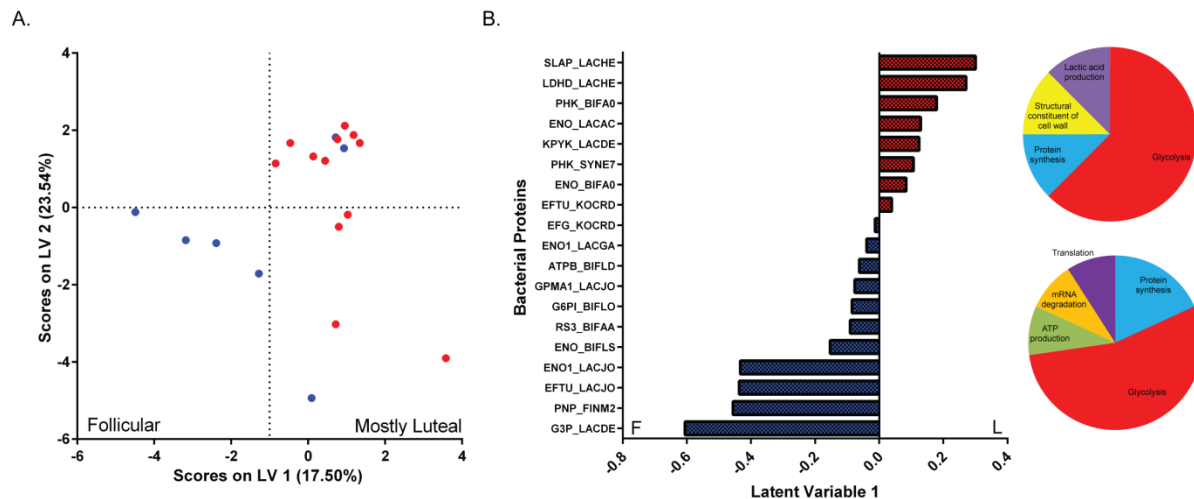 A.
Scores on LV 2 (23.54%)
4
2
0
-2
-4
-6
Follicular
Mostly Luteal
-6
-4
-2
0
2
4
Scores on LV 1 (17.50%)
B.
Bacterial Proteins
SLAP_LACHE
LDHD_LACHE
PHK_BIFA0
ENO_LACAC
KPYK_LACDE
PHK_SYNE7
ENO_BIFA0
EFTU_KOCRD
EFG_KOCRD
ENO1_LACGA
ATPB_BIFLD
GPMA1_LACJO
G6PI_BIFLO
RS3_BIFAA
ENO_BIFLS
ENO1_LACJO
EFTU_LACJO
PNP_FINM2
G3P_LACDE
F
L
-0.8
-0.6
-0.4
-0.2
0.0
0.2
0.4
Latent Variable 1
Lactic acid
production
Structural
constituent of
cell wall
Protein
synthesis
Glycolysis
Translation
Protein
synthesis
mRNA
degradation
ATP
production
Glycolysis